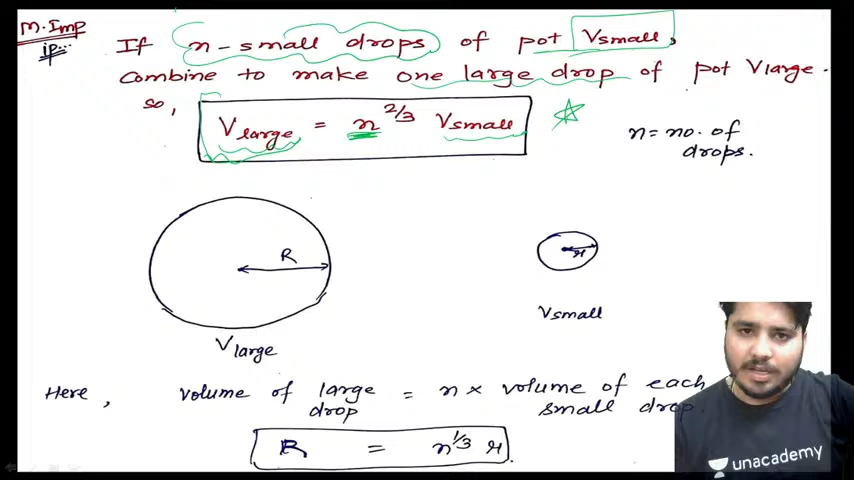 M. Imp
ip...
If n-small drops of pot Vsmall,
combine to make one large drop of pot Vlarge.
so,
Vlarge = n^2/3 Vsmall
n = no. of
drops.
R
r
Vsmall
Vlarge
Here, volume of large drop = n × volume of each small drop.
R = n^1/3 r.
unacademy